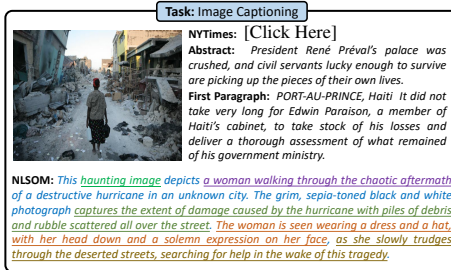 Task: Image Captioning
NYTimes: [Click Here]
Abstract: President René Préval's palace was
crushed, and civil servants lucky enough to survive
are picking up the pieces of their own lives.
First Paragraph: PORT-AU-PRINCE, Haiti It did not
take very long for Edwin Paraison, a member of
Haiti's cabinet, to take stock of his losses and
deliver a thorough assessment of what remained
of his government ministry.
NLSOM: This haunting image depicts a woman walking through the chaotic aftermath
of a destructive hurricane in an unknown city. The grim, sepia-toned black and white
photograph captures the extent of damage caused by the hurricane with piles of debris
and rubble scattered all over the street. The woman is seen wearing a dress and a hat,
with her head down and a solemn expression on her face, as she slowly trudges
through the deserted streets, searching for help in the wake of this tragedy.